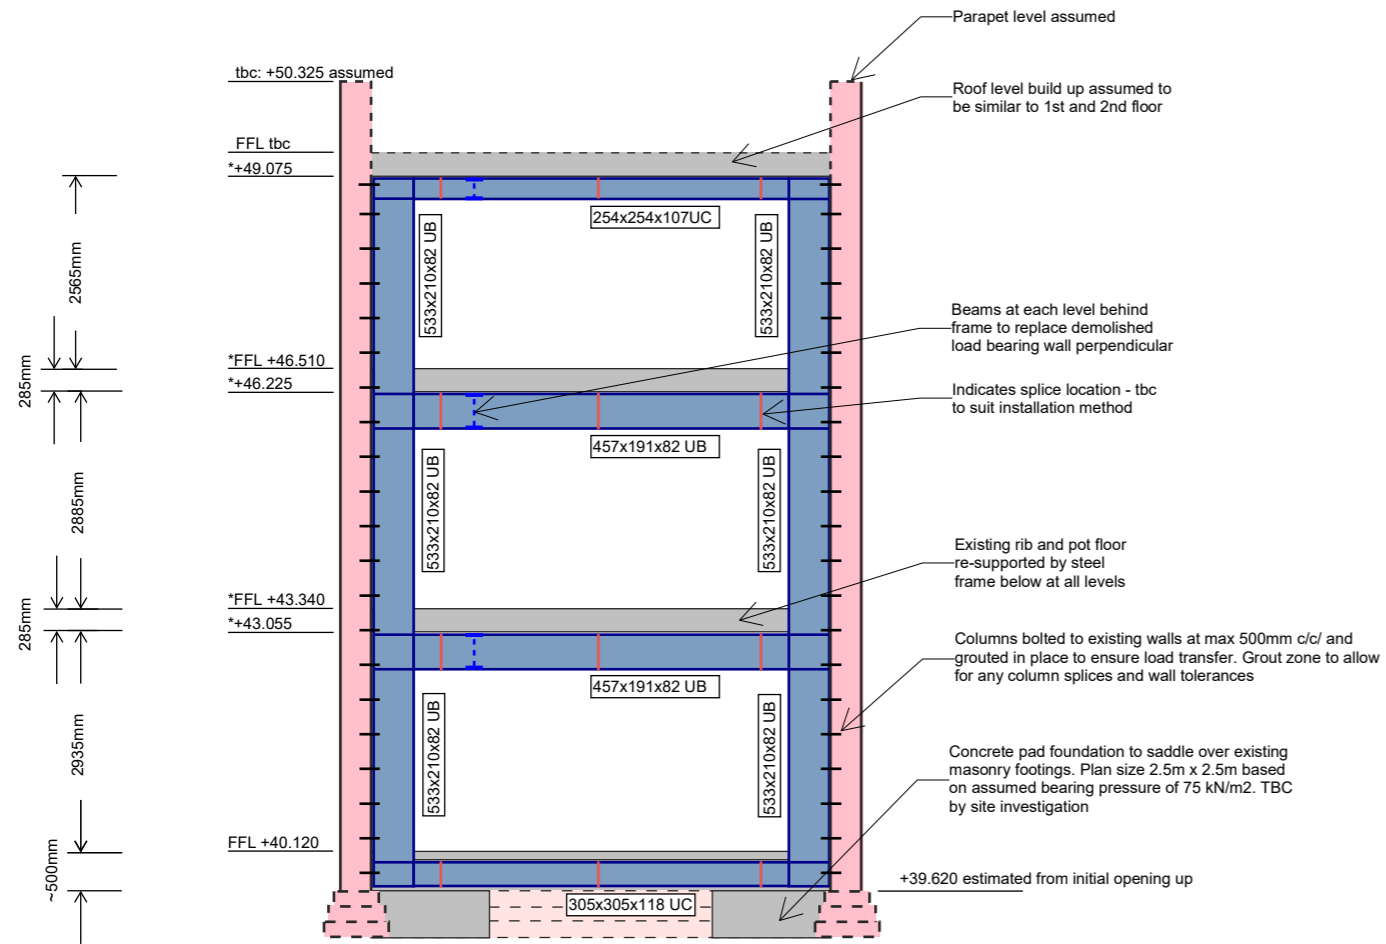 Parapet level assumed
tbc: +50.325 assumed
Roof level build up assumed to
be similar to 1st and 2nd floor
FFL tbc
*+49.075
254x254x107UC
533x210x82 UB
533x210x82 UB
2565mm
Beams at each level behind
frame to replace demolished
load bearing wall perpendicular
*FFL +46.510
285mm
*+46.225
Indicates splice location - tbc
to suit installation method
457x191x82 UB
533x210x82 UB
533x210x82 UB
2885mm
Existing rib and pot floor
re-supported by steel
frame below at all levels
*FFL +43.340
285mm
*+43.055
Columns bolted to existing walls at max 500mm c/c/ and
grouted in place to ensure load transfer. Grout zone to allow
for any column splices and wall tolerances
457x191x82 UB
533x210x82 UB
533x210x82 UB
2935mm
Concrete pad foundation to saddle over existing
masonry footings. Plan size 2.5m x 2.5m based
on assumed bearing pressure of 75 kN/m2. TBC
by site investigation
FFL +40.120
~500mm
+39.620 estimated from initial opening up
305x305x118 UC